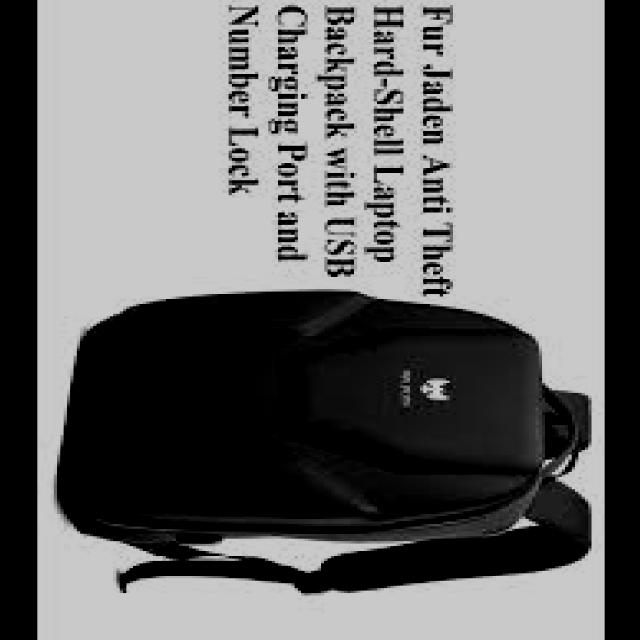 Fur Jaden Anti Theft
Hard-Shell Laptop
Backpack with USB
Charging Port and
Number Lock